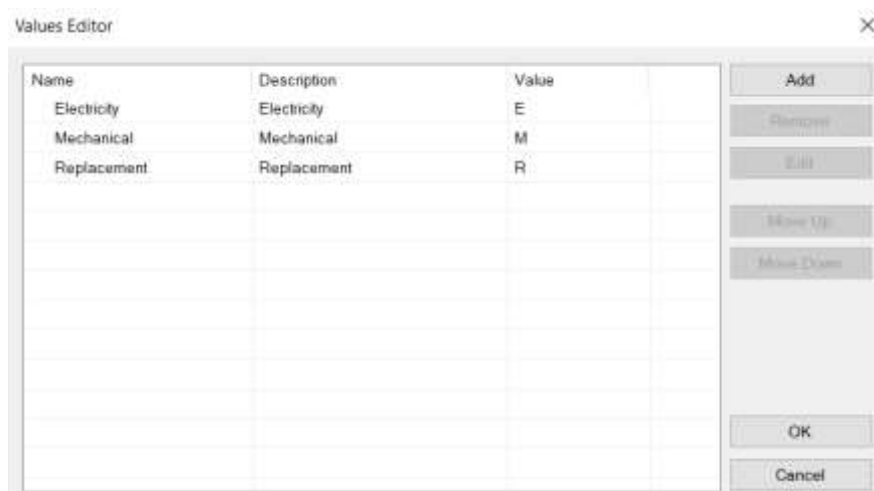 Values Editor
Name Description Value
Electricity Electricity E
Mechanical Mechanical M
Replacement Replacement R
Add
Remove
Edit
Move Up
Move Down
OK
Cancel